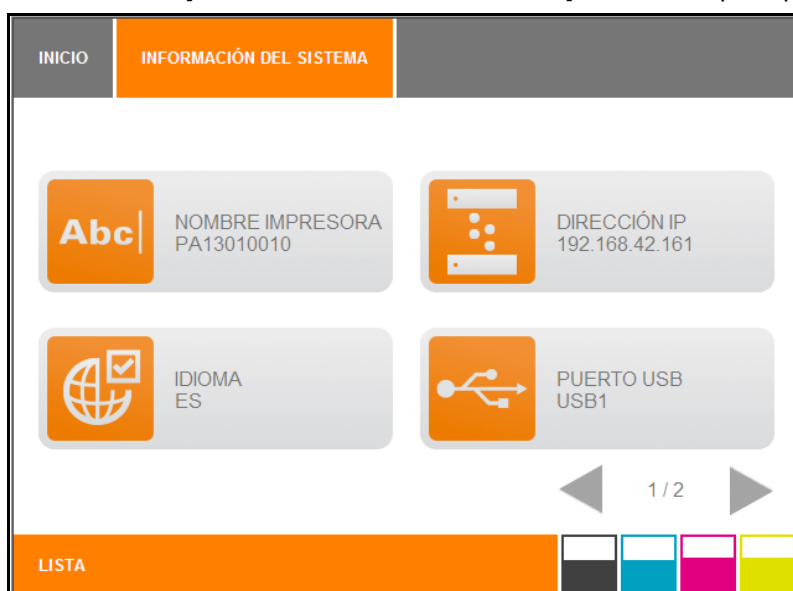 INICIO
INFORMACIÓN DEL SISTEMA
Abc
NOMBRE IMPRESORA
PA13010010
DIRECCIÓN IP
192.168.42.161
IDIOMA
ES
PUERTO USB
USB1
1 / 2
LISTA